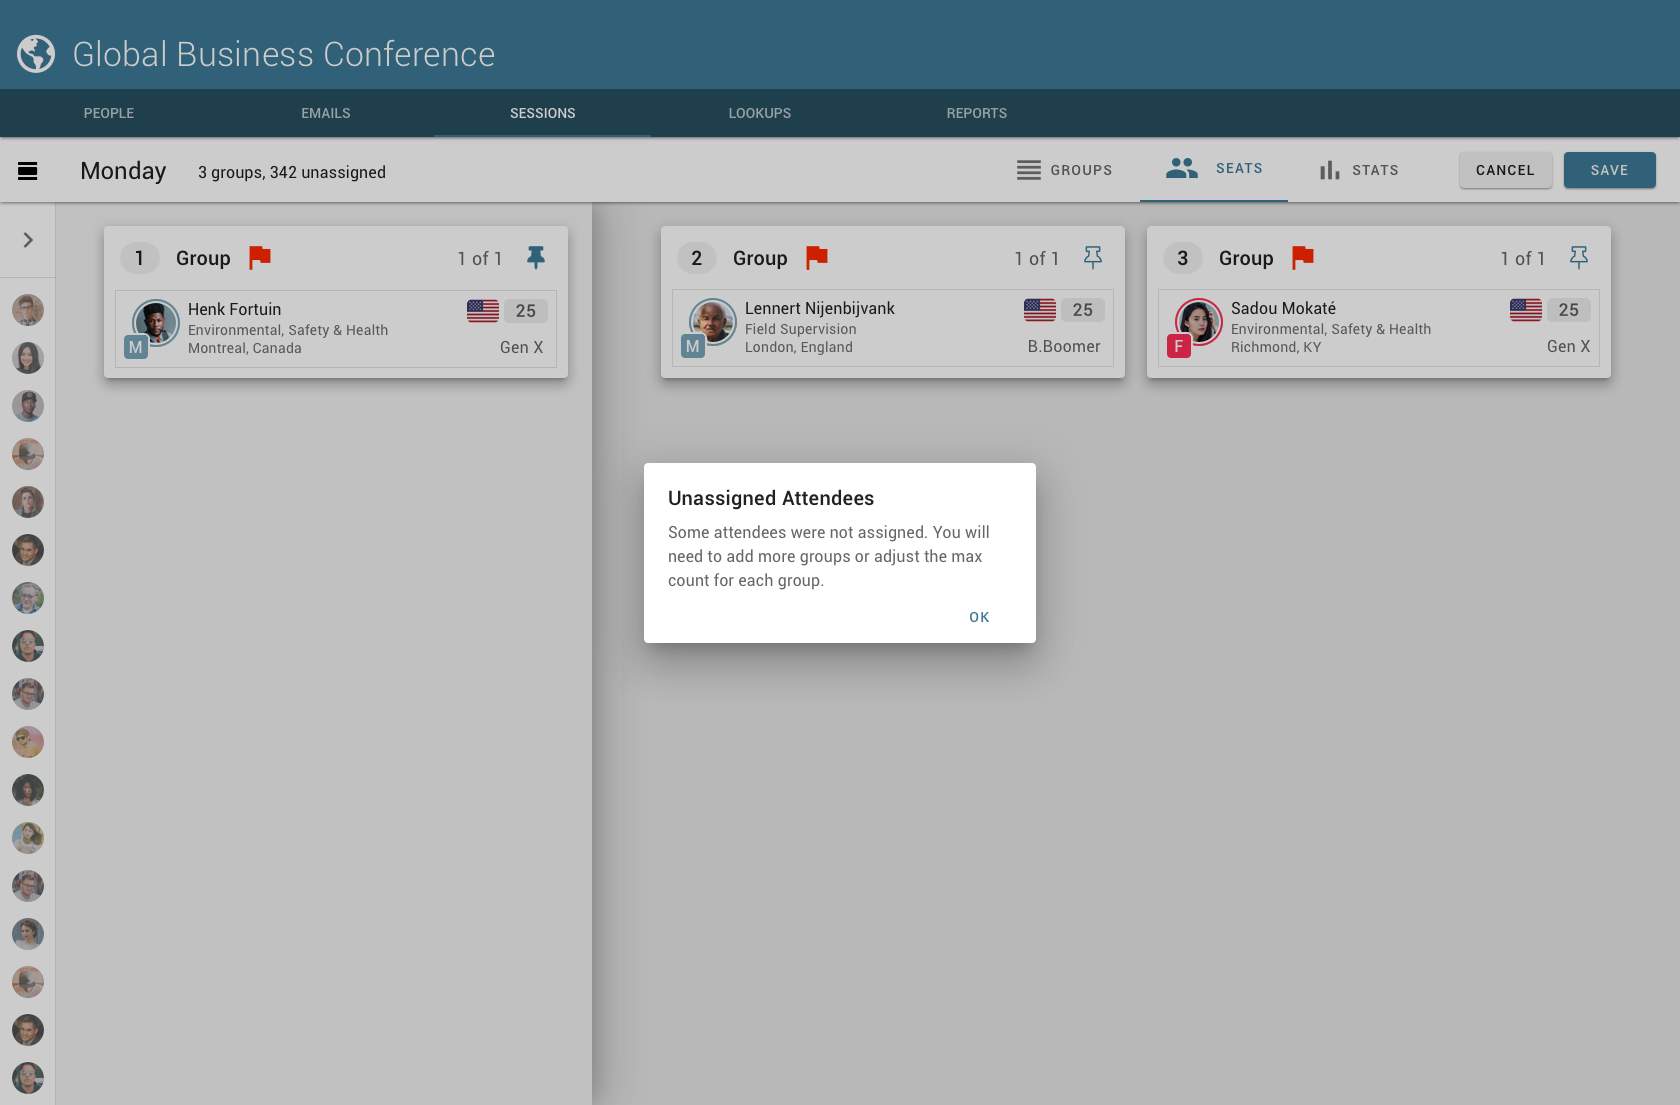 Global Business Conference
PEOPLE
EMAILS
SESSIONS
LOOKUPS
REPORTS
Monday
3 groups, 342 unassigned
GROUPS
SEATS
STATS
CANCEL
SAVE
1
Group
1 of 1
Henk Fortuin
25
Environmental, Safety & Health
M
Montreal, Canada
Gen X
2
Group
1 of 1
Lennert Nijenbijvank
25
Field Supervision
M
London, England
B.Boomer
3
Group
1 of 1
Sadou Mokaté
25
Environmental, Safety & Health
F
Richmond, KY
Gen X
Unassigned Attendees
Some attendees were not assigned. You will
need to add more groups or adjust the max
count for each group.
OK